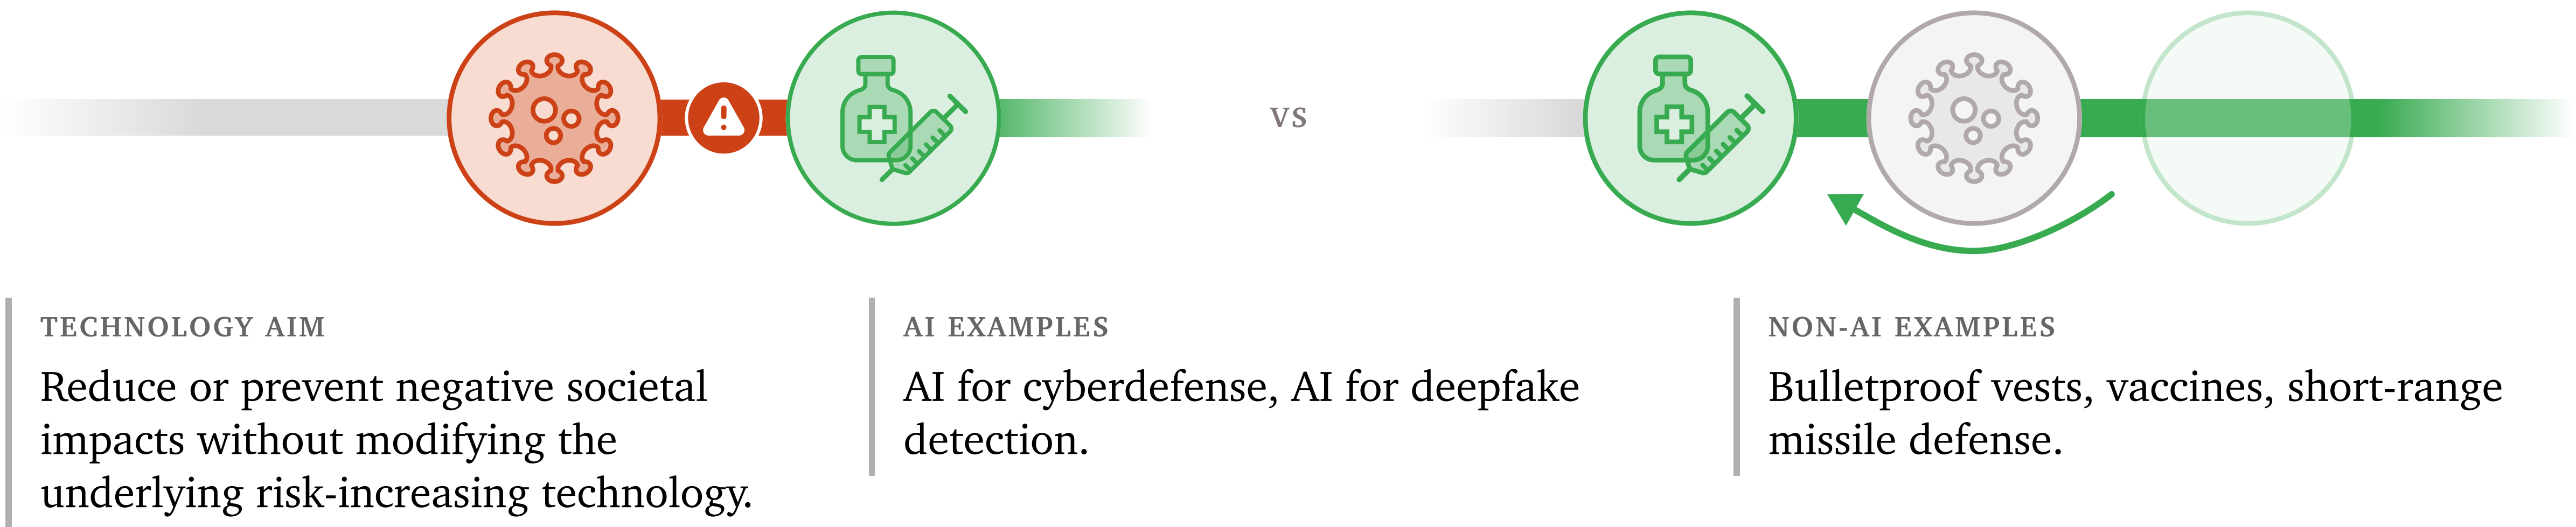 vs
TECHNOLOGY AIM
Reduce or prevent negative societal
impacts without modifying the
underlying risk-increasing technology.
AI EXAMPLES
AI for cyberdefense, AI for deepfake
detection.
NON-AI EXAMPLES
Bulletproof vests, vaccines, short-range
missile defense.